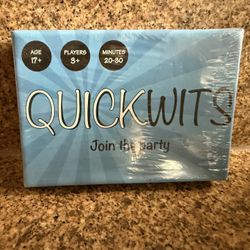 AGE
17+
PLAYERS
3+
MINUTES
20-30
QUICKWITS
Join the party